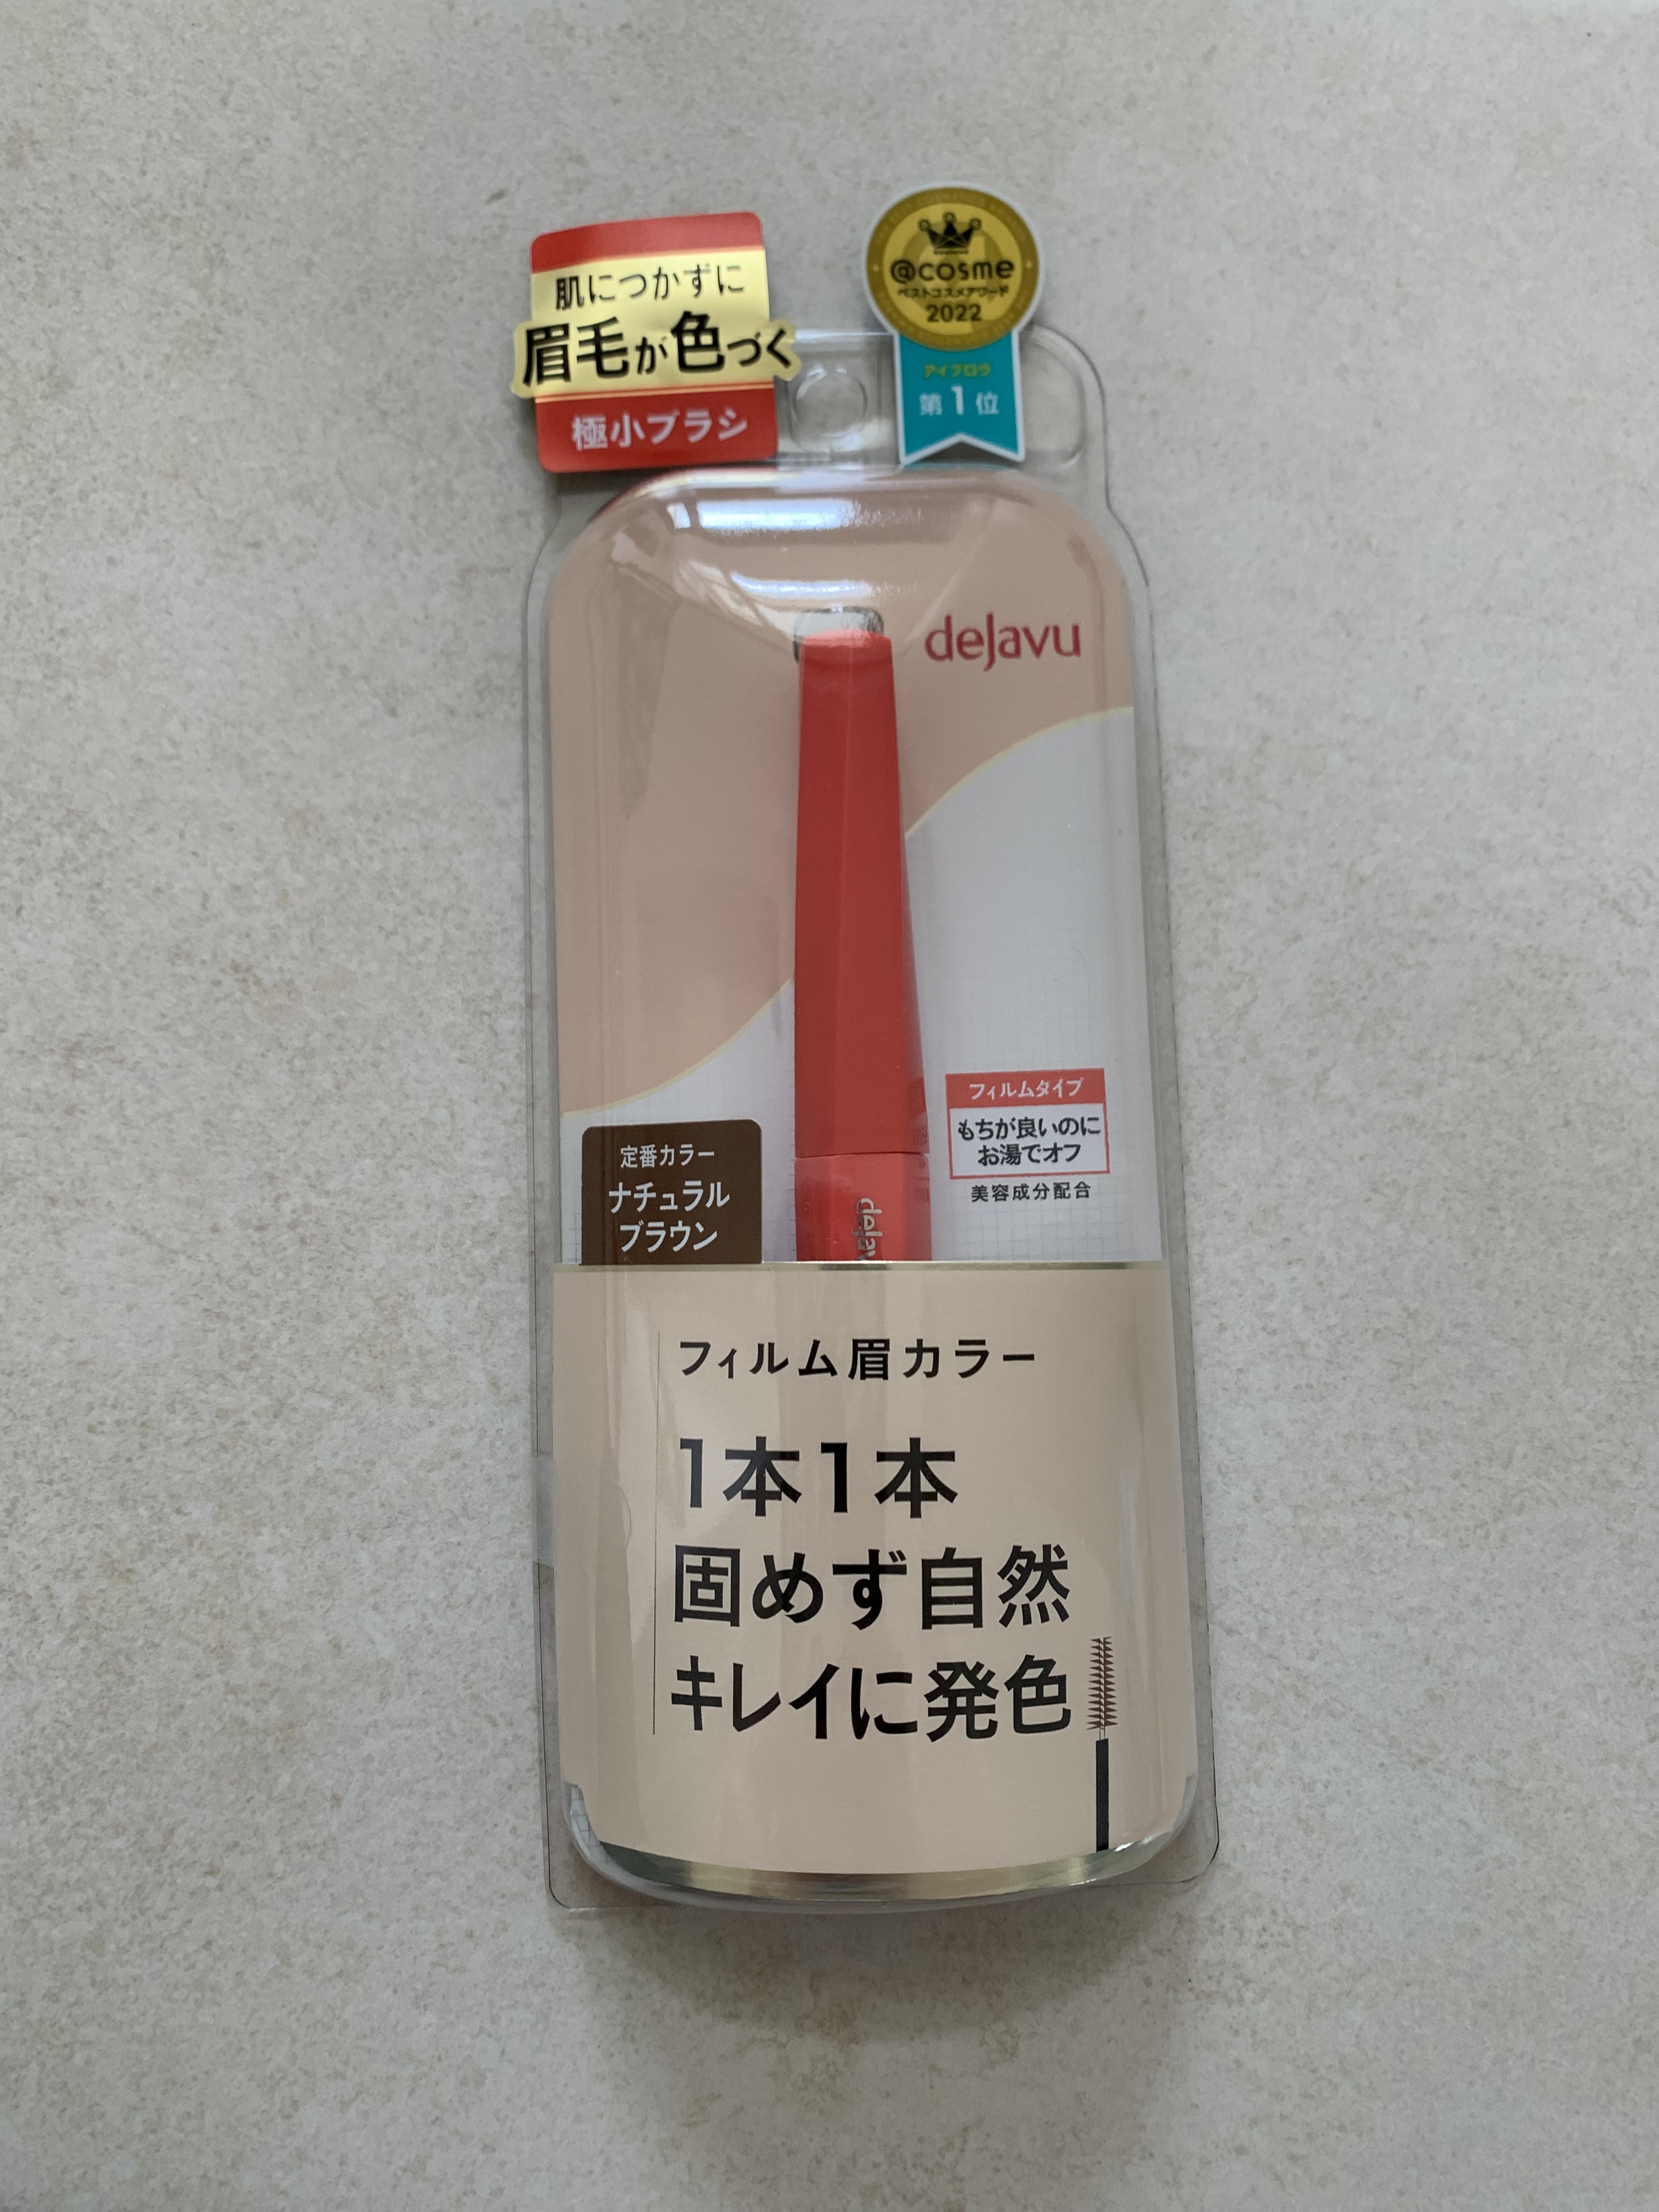 肌につかずに
眉毛が色づく
極小ブラシ
@cosme
ベストコスメアワード
2022
アイブロウ
第1位
deJavu
フィルムタイプ
もちが良いのに
お湯でオフ
美容成分配合
定番カラー
ナチュラル
ブラウン
フィルム眉カラー
1本1本
固めず自然
キレイに発色